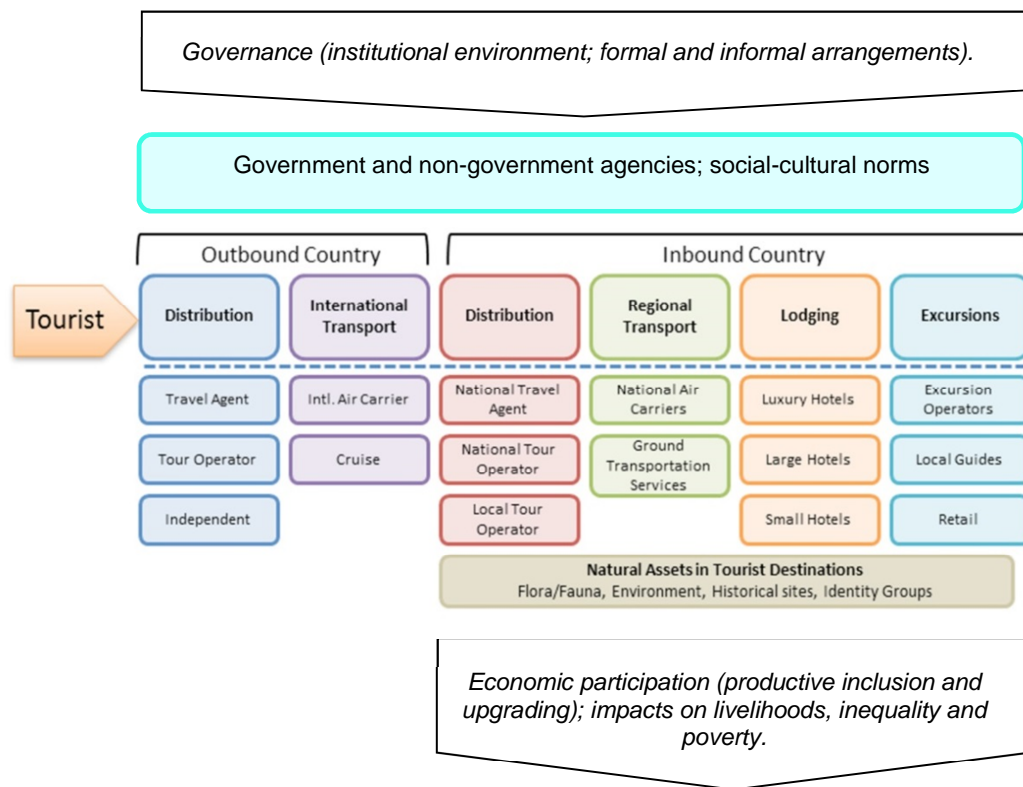 Governance (institutional environment; formal and informal arrangements).
Government and non-government agencies; social-cultural norms
Outbound Country
Inbound Country
Tourist
Distribution
International
Transport
Distribution
Regional
Transport
Lodging
Excursions
Travel Agent
Intl. Air Carrier
National Travel
Agent
National Air
Carriers
Luxury Hotels
Excursion
Operators
Tour Operator
Cruise
National Tour
Operator
Ground
Transportation
Services
Large Hotels
Local Guides
Independent
Local Tour
Operator
Small Hotels
Retail
Natural Assets in Tourist Destinations
Flora/Fauna, Environment, Historical sites, Identity Groups
Economic participation (productive inclusion and
upgrading); impacts on livelihoods, inequality and
poverty.